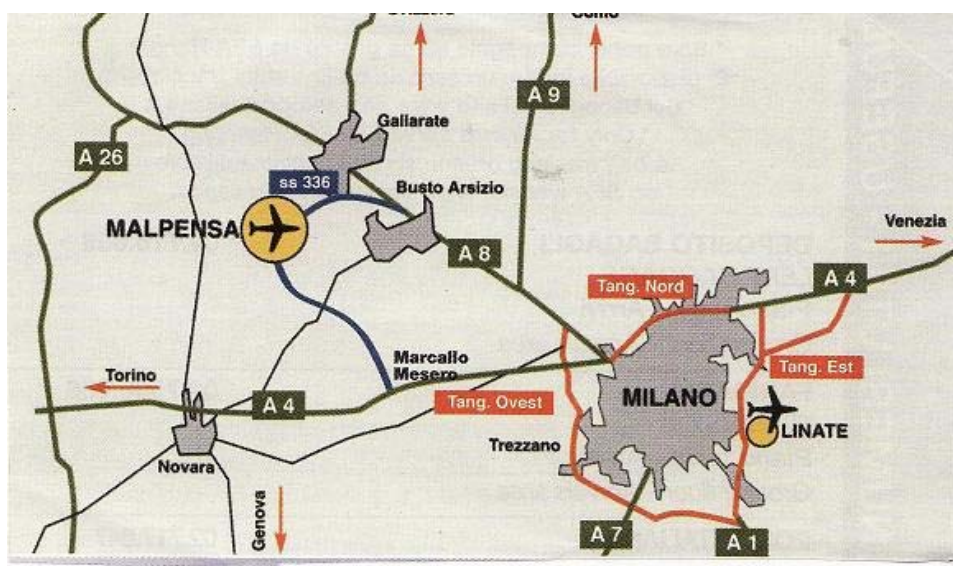 Como
A 9
Gallarate
A 26
ss 336
Busto Arsizio
MALPENSA
Venezia
A 8
A 4
Tang. Nord
Marcallo
Mesero
Torino
Tang. Est
A 4
Tang. Ovest
MILANO
LINATE
Trezzano
Novara
Genova
A 7
A 1